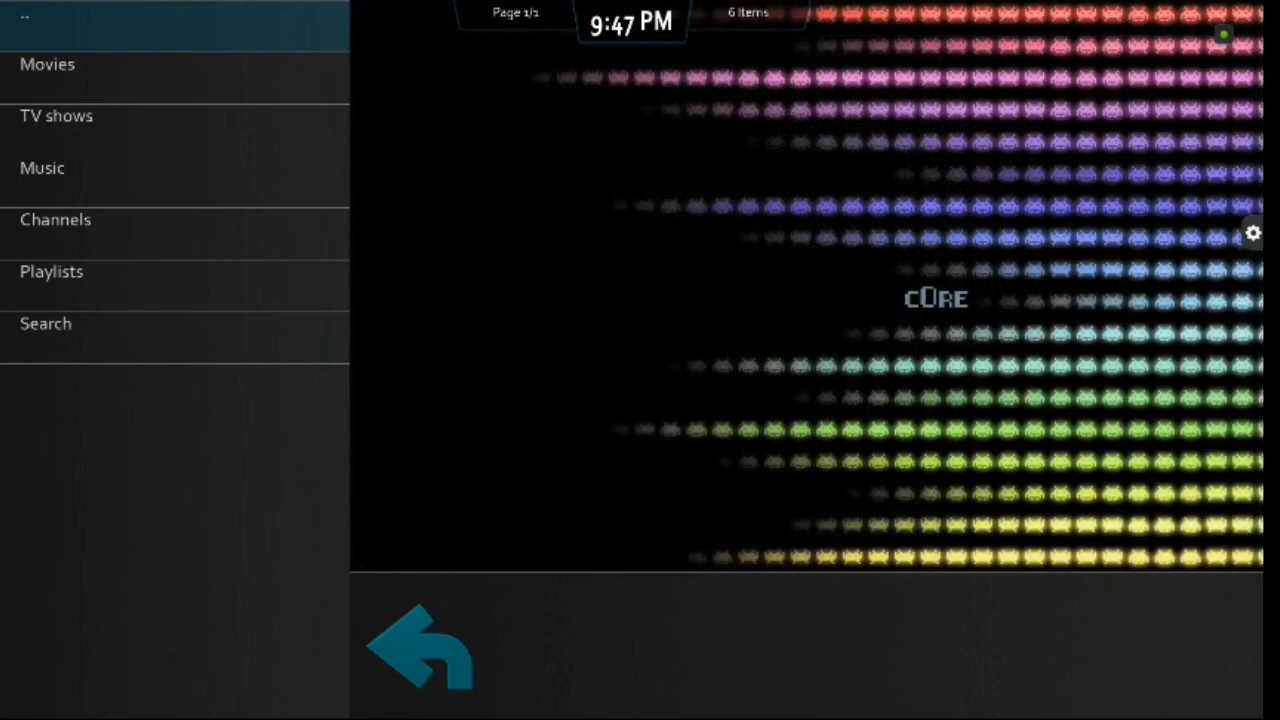 ..
Movies
TV shows
Music
Channels
Playlists
Search
Page 1/1
9:47 PM
6 Items
cORE